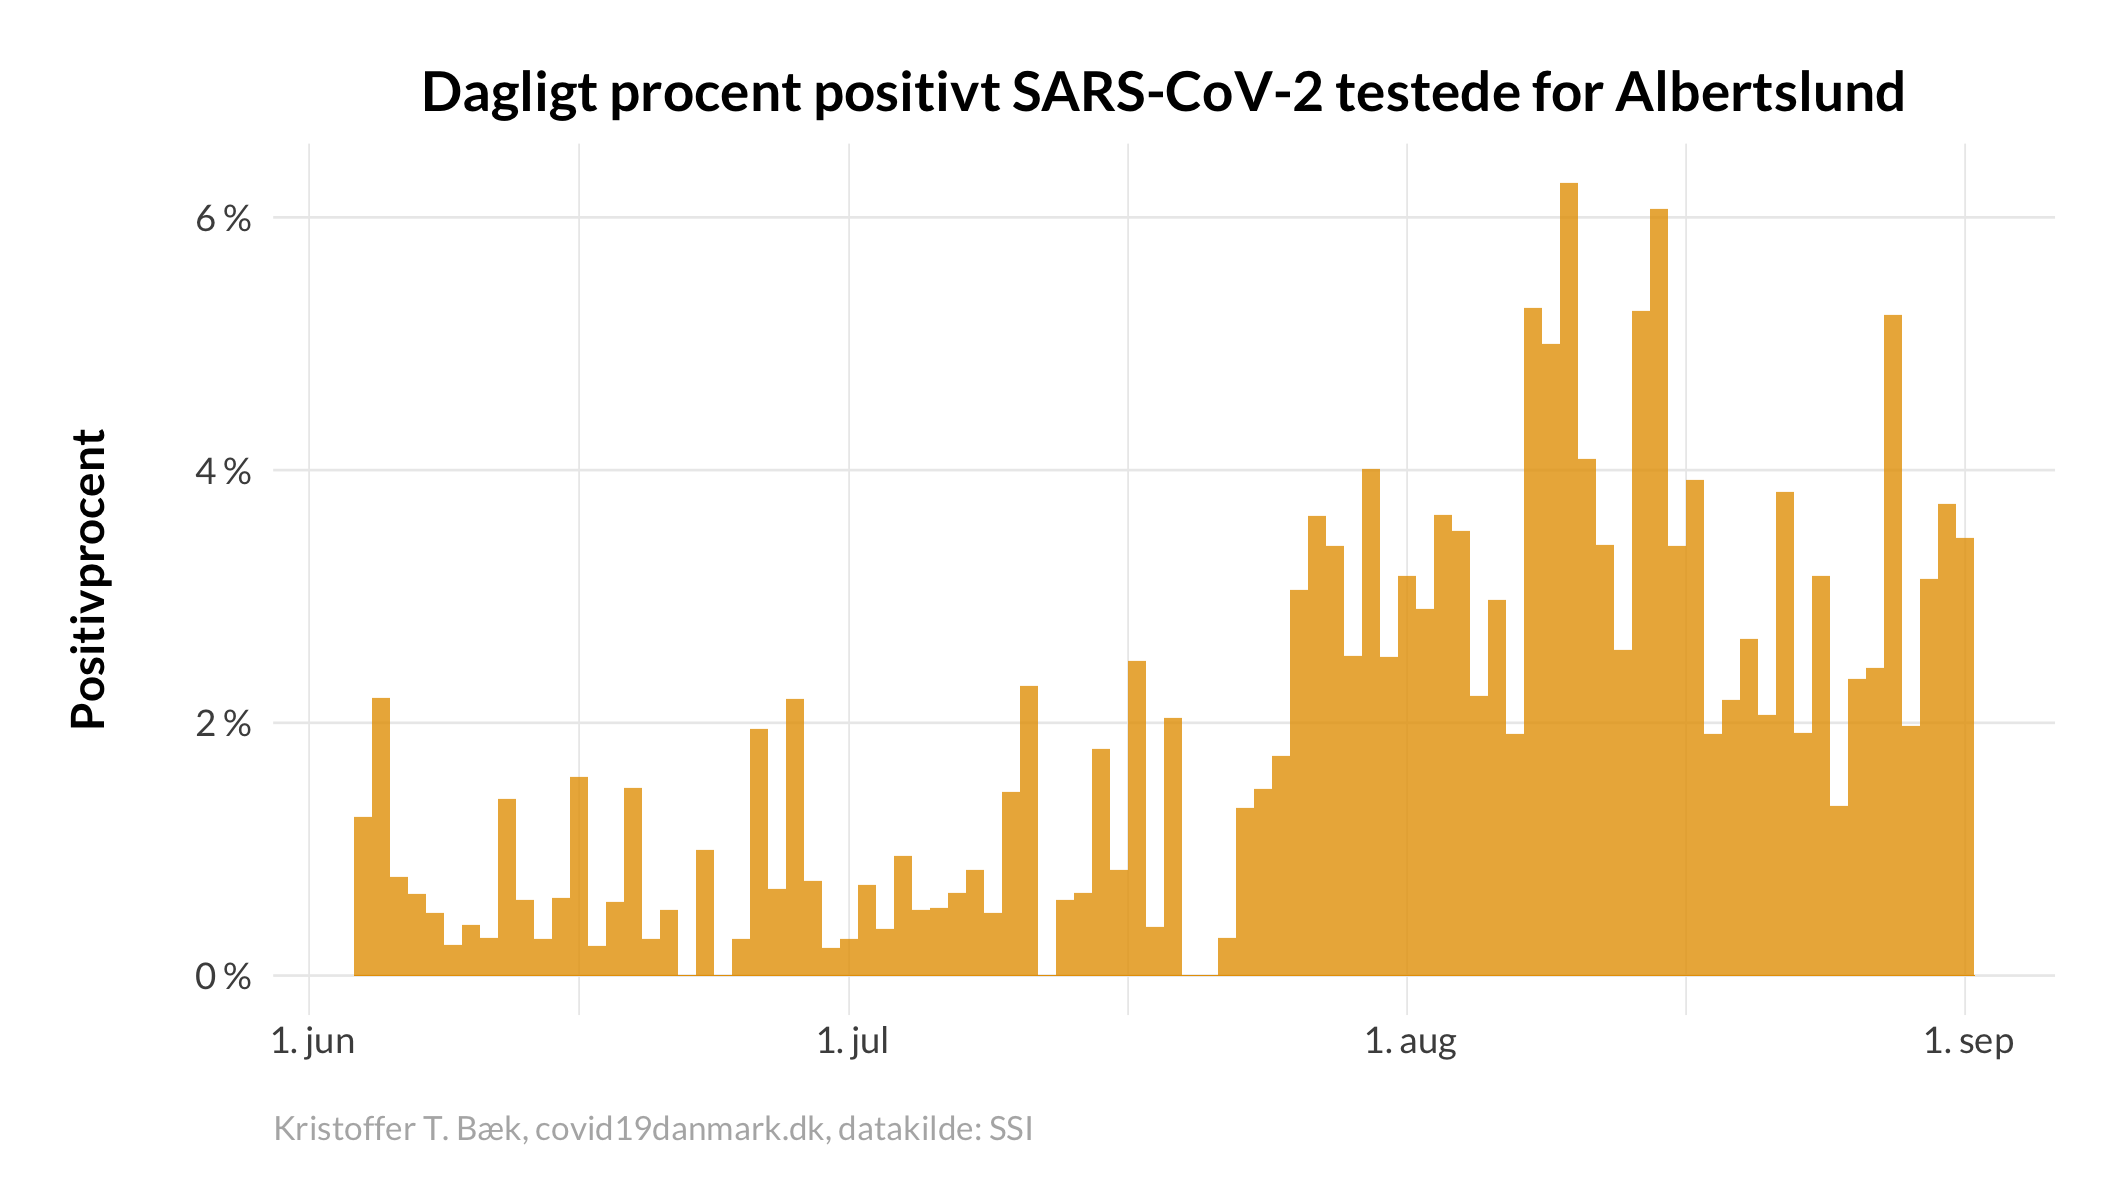 Dagligt procent positivt SARS-CoV-2 testede for Albertslund
Positivprocent
6 %
4 %
2 %
0 %
1. jun
1. jul
1. aug
1. sep
Kristoffer T. Bæk, covid19danmark.dk, datakilde: SSI